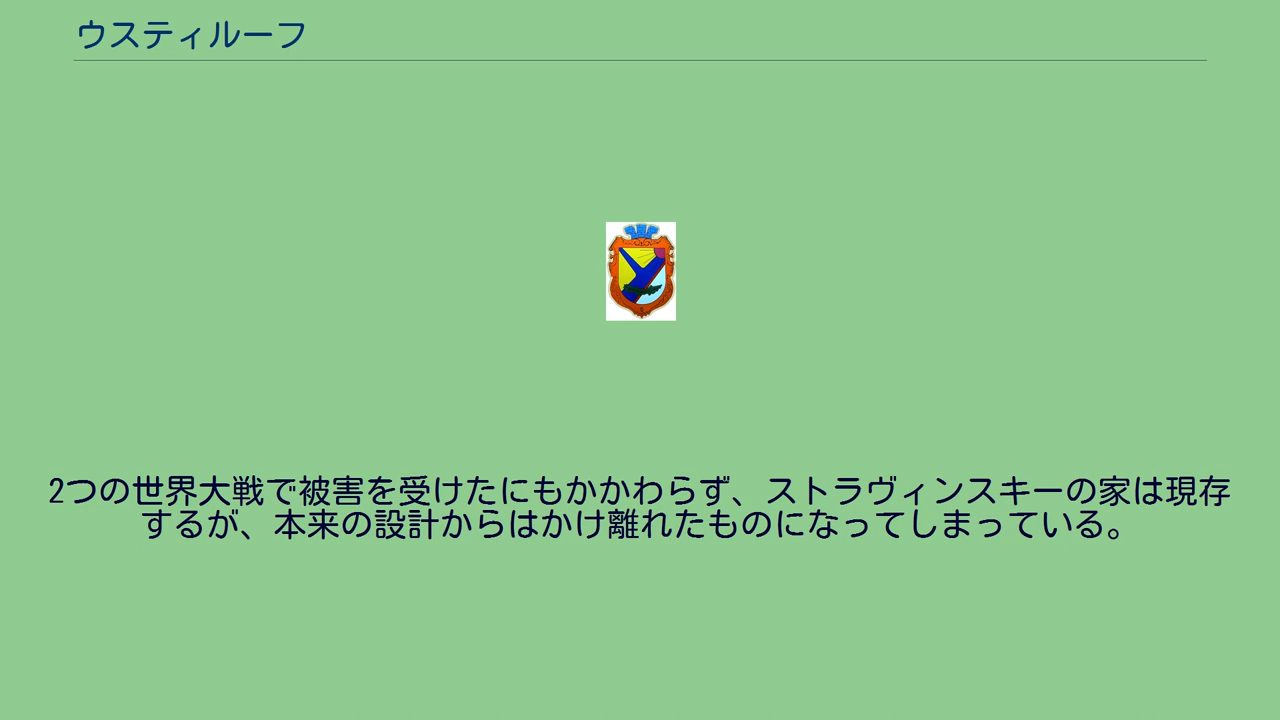 ウスティルーフ
2つの世界大戦で被害を受けたにもかかわらず、ストラヴィンスキーの家は現存
するが、本来の設計からはかけ離れたものになってしまっている。